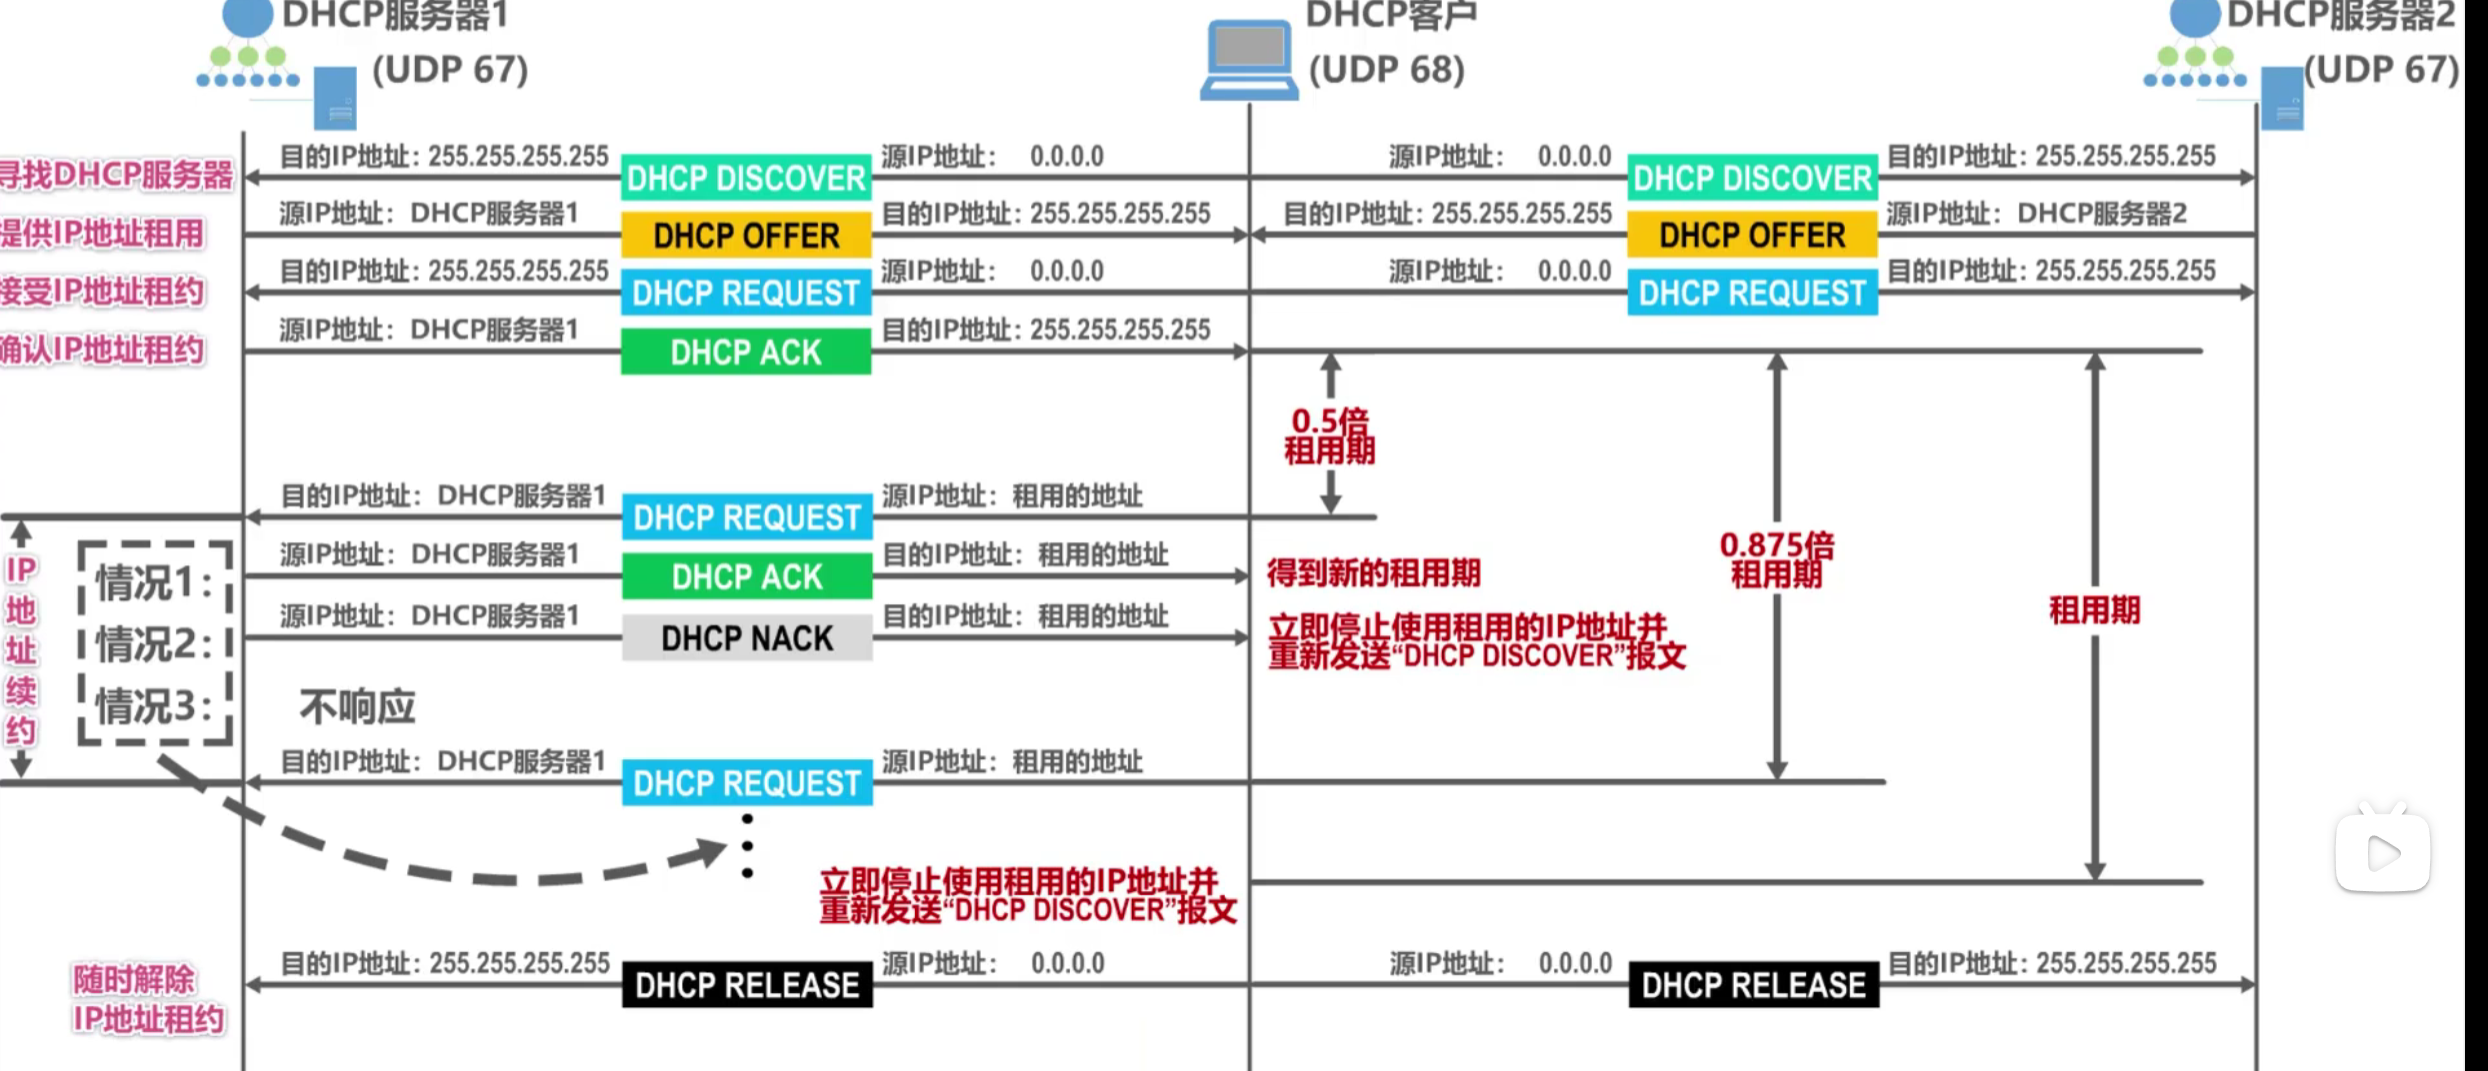 DHCP服务器1
(UDP 67)
DHCP客户
(UDP 68)
DHCP服务器2
(UDP 67)
寻找DHCP服务器
目的IP地址: 255.255.255.255
DHCP DISCOVER
源IP地址: 0.0.0.0
源IP地址: 0.0.0.0
DHCP DISCOVER
目的IP地址: 255.255.255.255
提供IP地址租用
源IP地址: DHCP服务器1
DHCP OFFER
目的IP地址: 255.255.255.255
目的IP地址: 255.255.255.255
DHCP OFFER
源IP地址: DHCP服务器2
接受IP地址租约
目的IP地址: 255.255.255.255
DHCP REQUEST
源IP地址: 0.0.0.0
源IP地址: 0.0.0.0
DHCP REQUEST
目的IP地址: 255.255.255.255
确认IP地址租约
源IP地址: DHCP服务器1
DHCP ACK
目的IP地址: 255.255.255.255
0.5倍
租用期
0.875倍
租用期
租用期
IP地址续约
目的IP地址: DHCP服务器1
DHCP REQUEST
源IP地址: 租用的地址
情况1:
源IP地址: DHCP服务器1
DHCP ACK
目的IP地址: 租用的地址
得到新的租用期
情况2:
源IP地址: DHCP服务器1
DHCP NACK
目的IP地址: 租用的地址
立即停止使用租用的IP地址并
重新发送“DHCP DISCOVER”报文
情况3:
不响应
目的IP地址: DHCP服务器1
DHCP REQUEST
源IP地址: 租用的地址
立即停止使用租用的IP地址并
重新发送“DHCP DISCOVER”报文
随时解除
IP地址租约
目的IP地址: 255.255.255.255
DHCP RELEASE
源IP地址: 0.0.0.0
源IP地址: 0.0.0.0
DHCP RELEASE
目的IP地址: 255.255.255.255